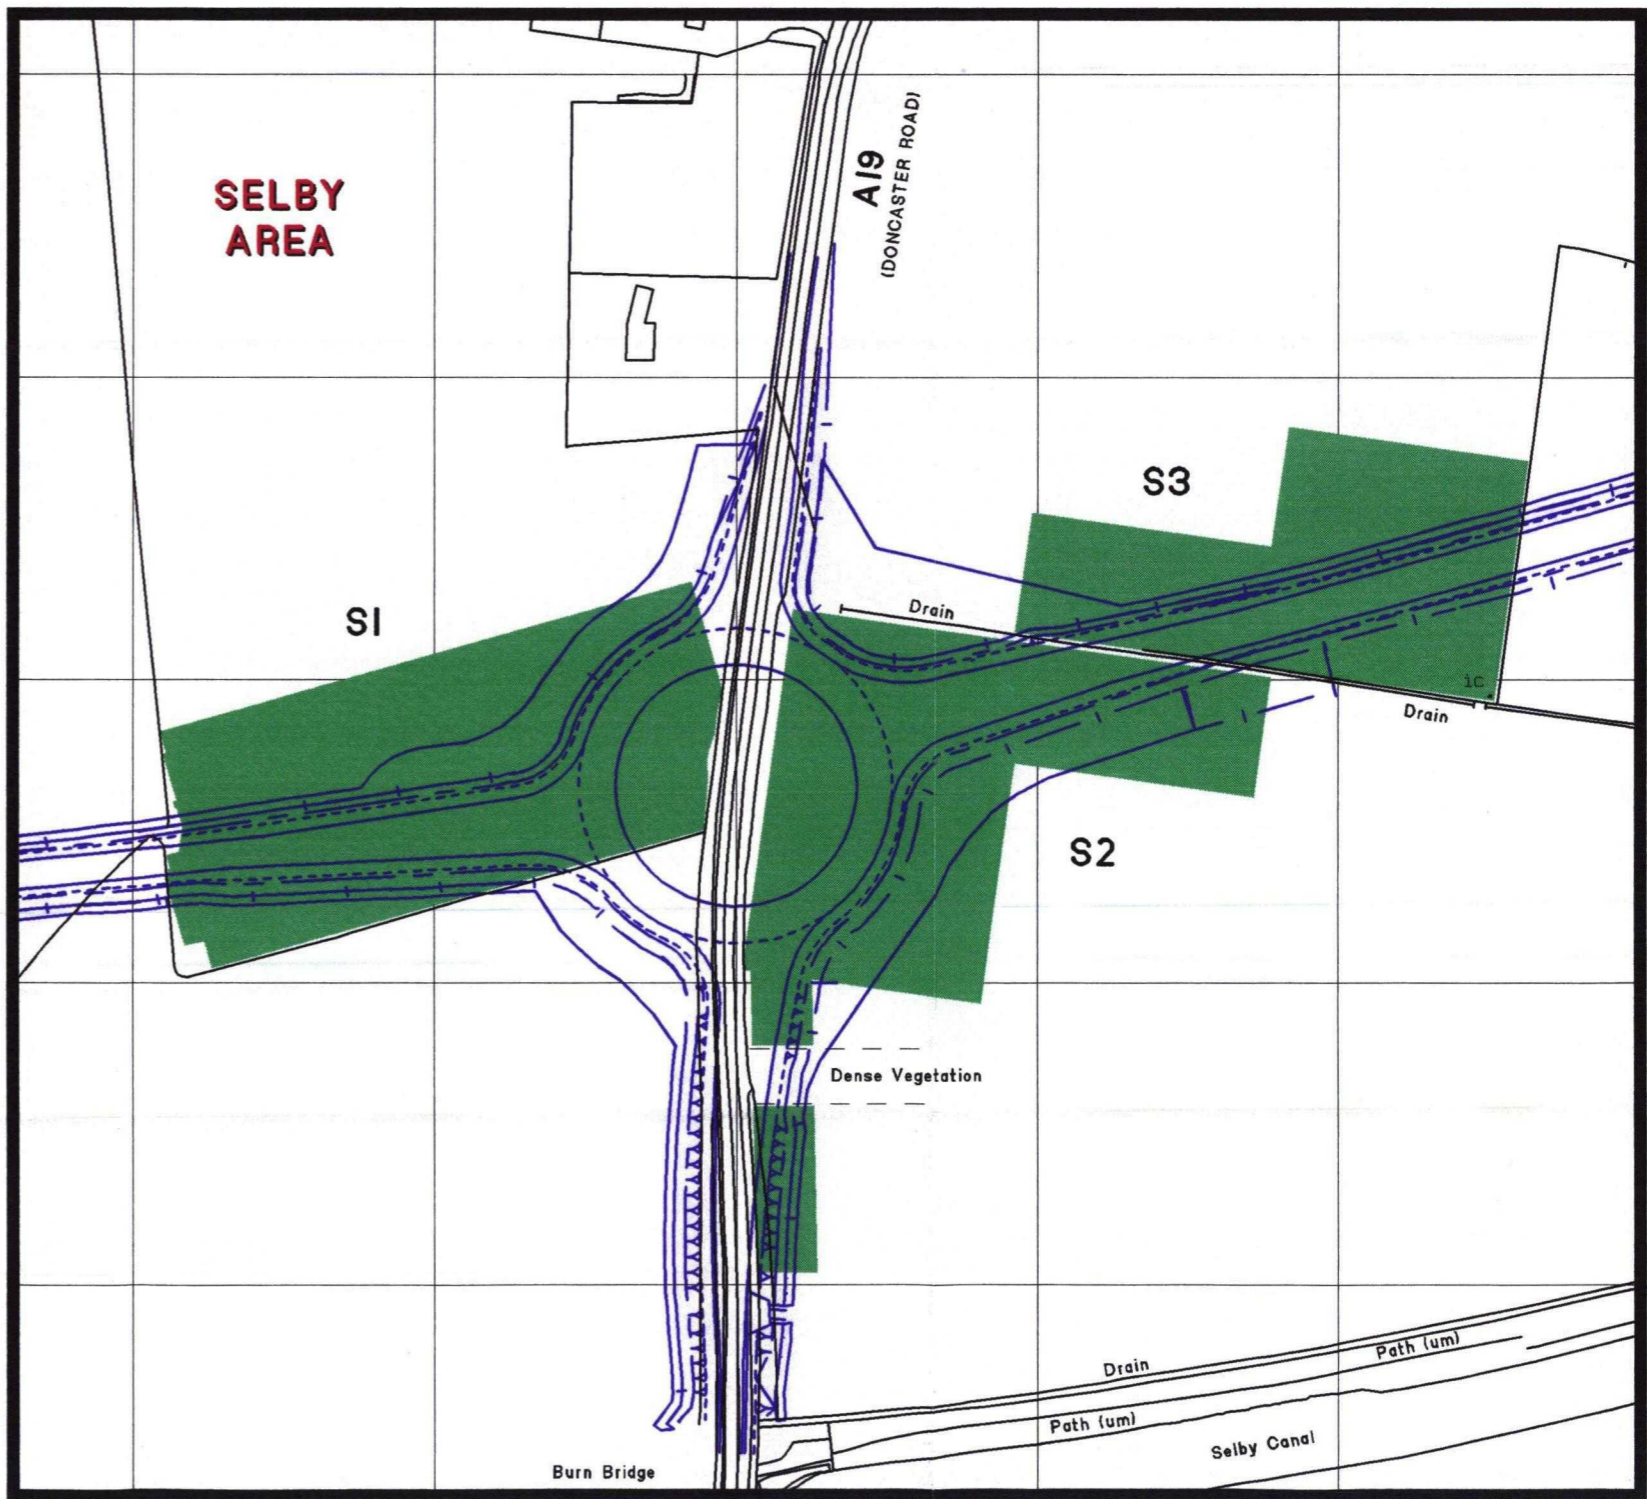 SELBY
AREA
A19
(DONCASTER ROAD)
S3
S1
Drain
iC
Drain
S2
Dense Vegetation
Drain
Path (um)
Path (um)
Selby Canal
Burn Bridge